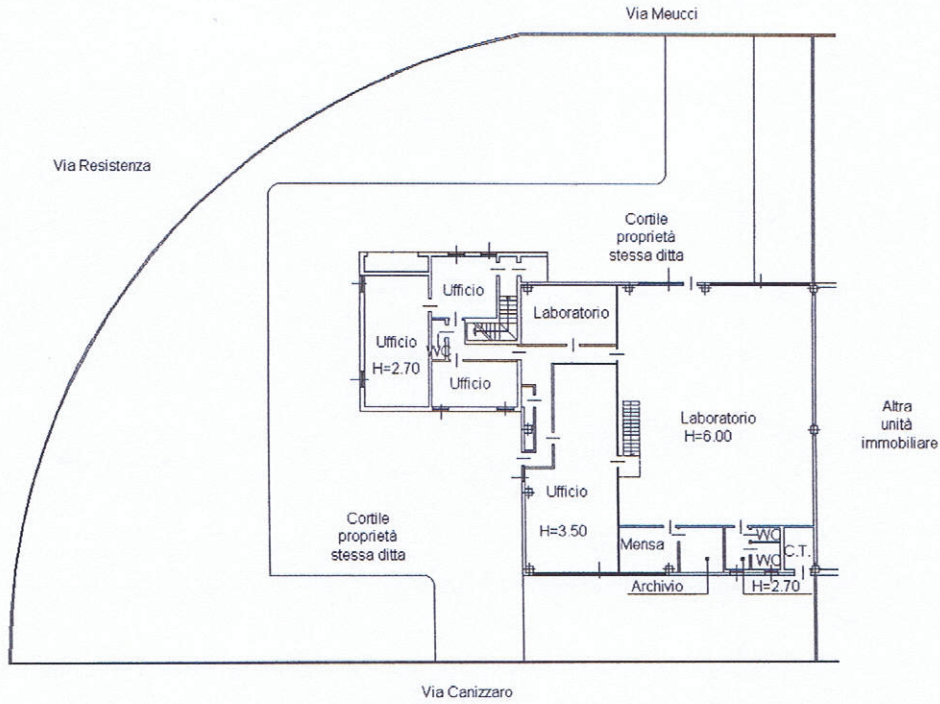 Via Meucci
Via Resistenza
Cortile
proprietà
stessa ditta
Ufficio
Laboratorio
Ufficio
H=2.70
WC
Ufficio
Laboratorio
H=6.00
Altra
unità
immobiliare
Ufficio
H=3.50
Cortile
proprietà
stessa ditta
Mensa
WC
WC
C.T.
Archivio
H=2.70
Via Canizzaro